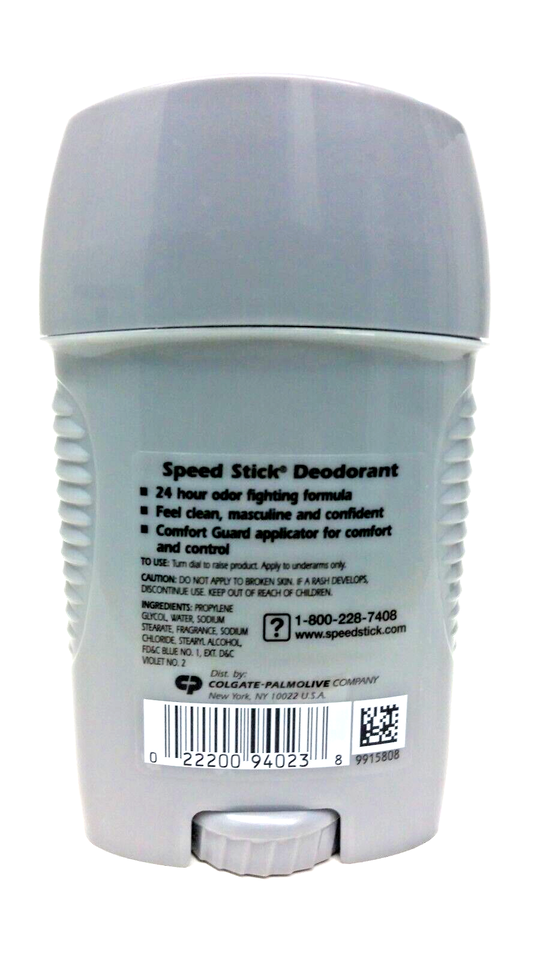 Speed Stick® Deodorant
■ 24 hour odor fighting formula
■ Feel clean, masculine and confident
■ Comfort Guard applicator for comfort
and control
TO USE: Turn dial to raise product. Apply to underarms only.
CAUTION: DO NOT APPLY TO BROKEN SKIN. IF A RASH DEVELOPS,
DISCONTINUE USE. KEEP OUT OF REACH OF CHILDREN.
INGREDIENTS: PROPYLENE
GLYCOL, WATER, SODIUM
STEARATE, FRAGRANCE, SODIUM
CHLORIDE, STEARYL ALCOHOL,
FD&C BLUE NO. 1, EXT. D&C
VIOLET NO. 2
? 1-800-228-7408
www.speedstick.com
Dist. by:
CP COLGATE-PALMOLIVE COMPANY
New York, NY 10022 U.S.A.
0 22200 94023 8
9915808